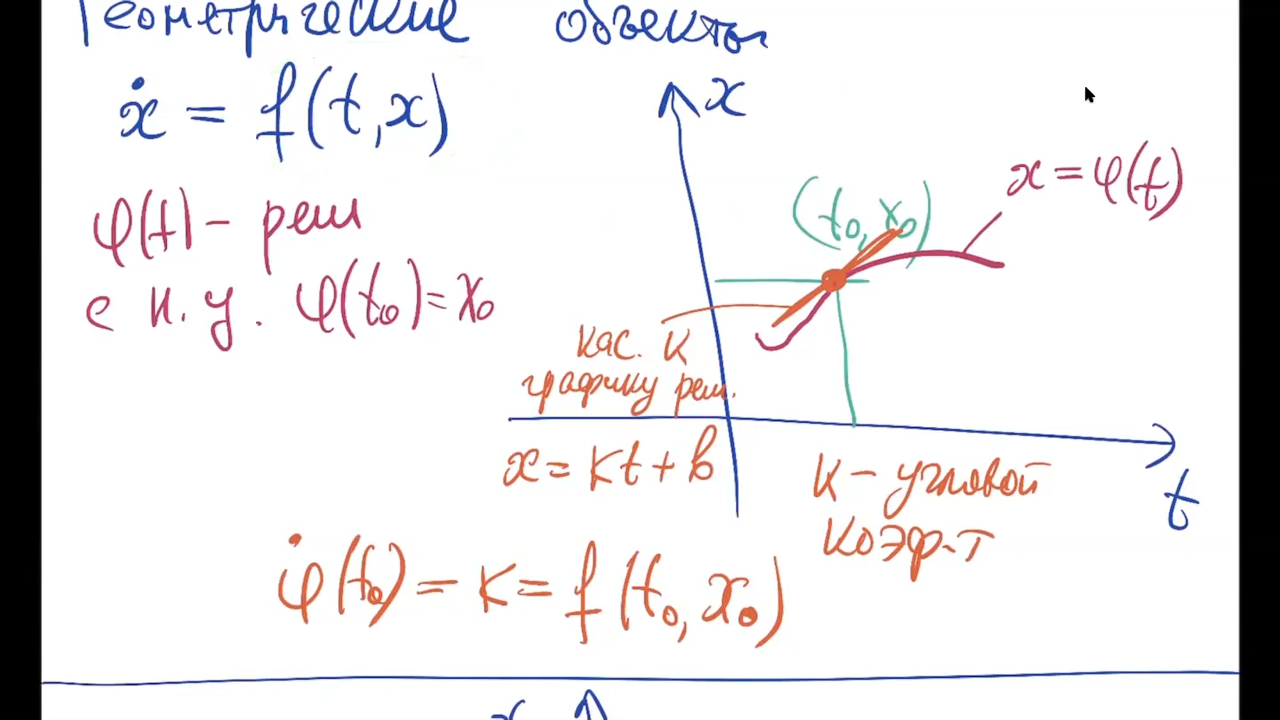 Геометрические объекты
ẋ = f(t,x)
φ(t) – реш
с н.у. φ(t₀)=x₀
x
(t₀, x₀)
x=φ(t)
кас. к
графику реш.
x=kt+b
t
k – угловой
коэф-т
φ̇(t₀) = k = f(t₀, x₀)
x